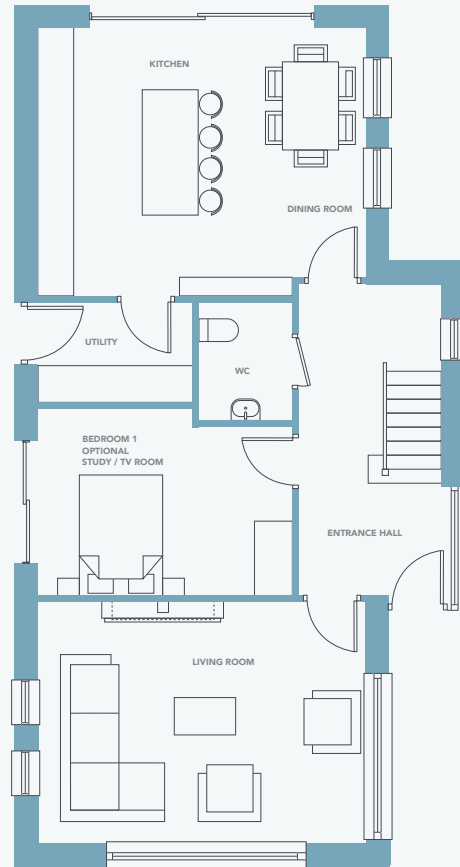 KITCHEN
DINING ROOM
UTILITY
WC
BEDROOM 1
OPTIONAL
STUDY / TV ROOM
ENTRANCE HALL
LIVING ROOM